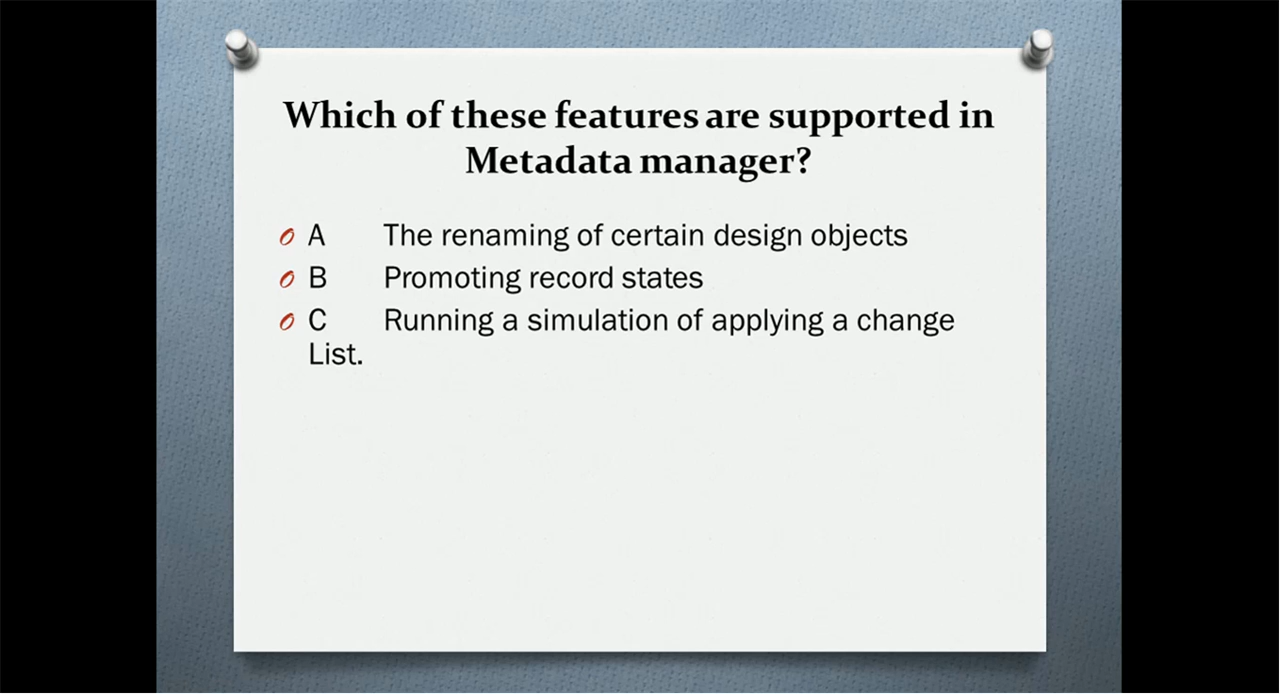 Which of these features are supported in
Metadata manager?
A The renaming of certain design objects
B Promoting record states
C Running a simulation of applying a change
List.